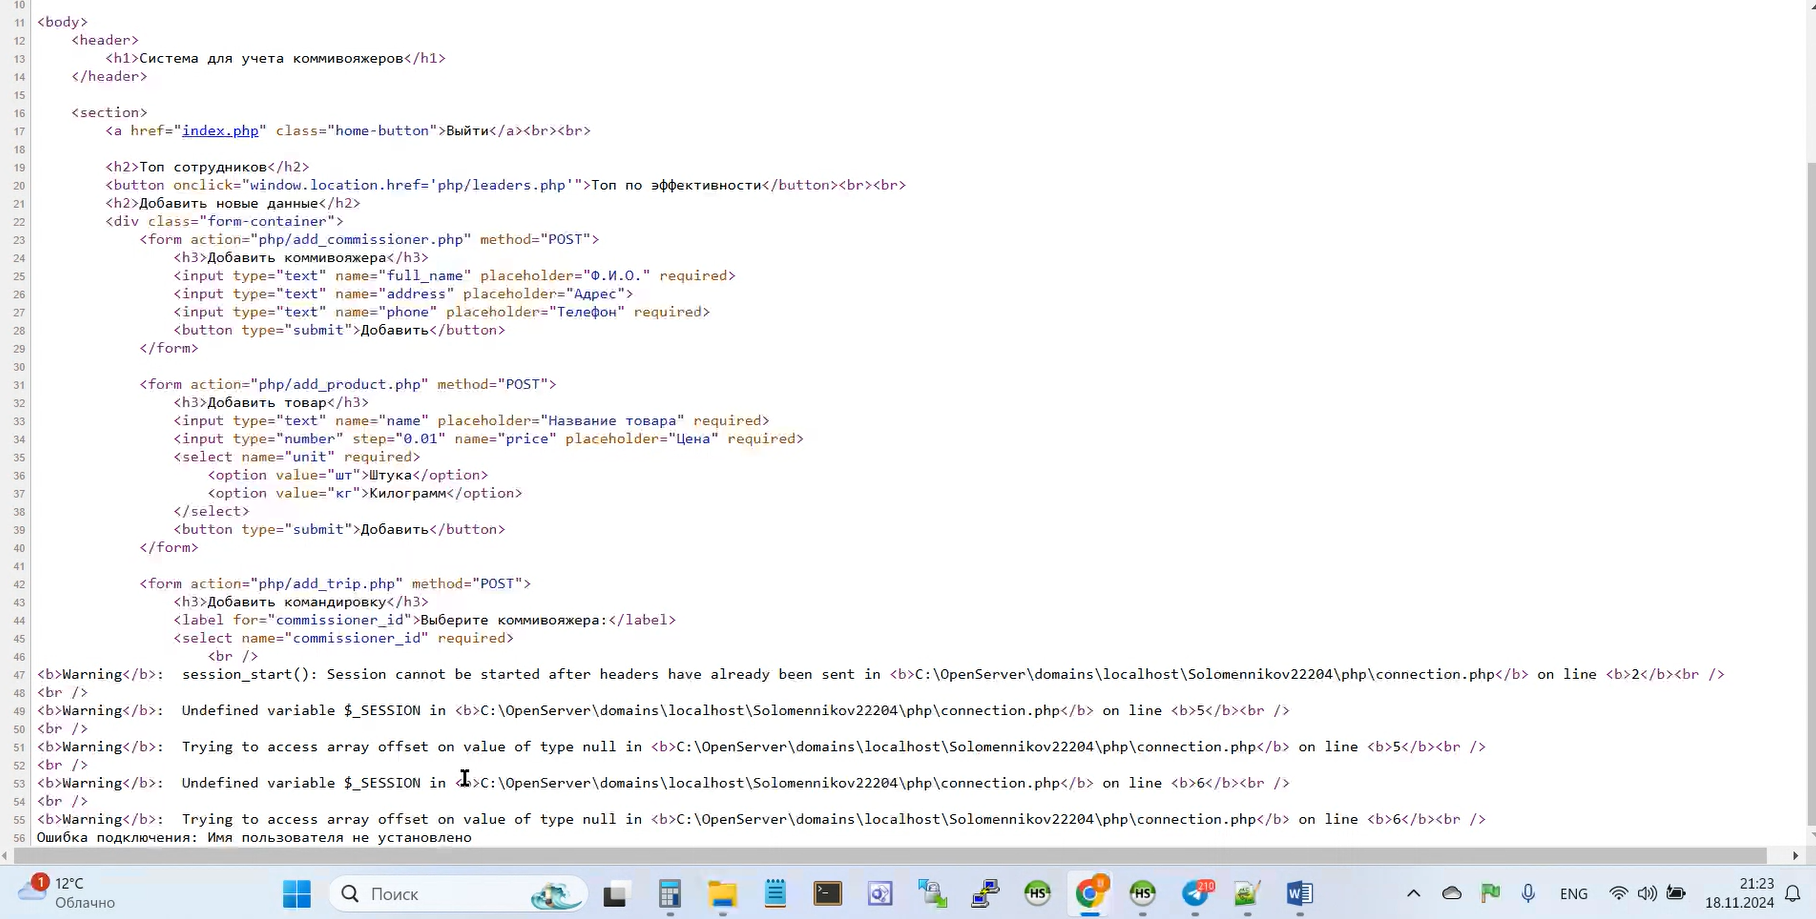 10
11 <body>
12 <header>
13 <h1>Система для учета коммивояжеров</h1>
14 </header>
15
16 <section>
17 <a href="index.php" class="home-button">Выйти</a><br><br>
18
19 <h2>Топ сотрудников</h2>
20 <button onclick="window.location.href='php/leaders.php'">Топ по эффективности</button><br><br>
21 <h2>Добавить новые данные</h2>
22 <div class="form-container">
23 <form action="php/add_commissioner.php" method="POST">
24 <h3>Добавить коммивояжера</h3>
25 <input type="text" name="full_name" placeholder="Ф.И.О." required>
26 <input type="text" name="address" placeholder="Адрес">
27 <input type="text" name="phone" placeholder="Телефон" required>
28 <button type="submit">Добавить</button>
29 </form>
30
31 <form action="php/add_product.php" method="POST">
32 <h3>Добавить товар</h3>
33 <input type="text" name="name" placeholder="Название товара" required>
34 <input type="number" step="0.01" name="price" placeholder="Цена" required>
35 <select name="unit" required>
36 <option value="шт">Штука</option>
37 <option value="кг">Килограмм</option>
38 </select>
39 <button type="submit">Добавить</button>
40 </form>
41
42 <form action="php/add_trip.php" method="POST">
43 <h3>Добавить командировку</h3>
44 <label for="commissioner_id">Выберите коммивояжера:</label>
45 <select name="commissioner_id" required>
46 <br />
47 <b>Warning</b>:  session_start(): Session cannot be started after headers have already been sent in <b>C:\OpenServer\domains\localhost\Solomennikov22204\php\connection.php</b> on line <b>2</b><br />
48 <br />
49 <b>Warning</b>:  Undefined variable $_SESSION in <b>C:\OpenServer\domains\localhost\Solomennikov22204\php\connection.php</b> on line <b>5</b><br />
50 <br />
51 <b>Warning</b>:  Trying to access array offset on value of type null in <b>C:\OpenServer\domains\localhost\Solomennikov22204\php\connection.php</b> on line <b>5</b><br />
52 <br />
53 <b>Warning</b>:  Undefined variable $_SESSION in <b>C:\OpenServer\domains\localhost\Solomennikov22204\php\connection.php</b> on line <b>6</b><br />
54 <br />
55 <b>Warning</b>:  Trying to access array offset on value of type null in <b>C:\OpenServer\domains\localhost\Solomennikov22204\php\connection.php</b> on line <b>6</b><br />
56 Ошибка подключения: Имя пользователя не установлено
1
12°C
Облачно
Поиск
HS
8
HS
210
ENG
21:23
18.11.2024